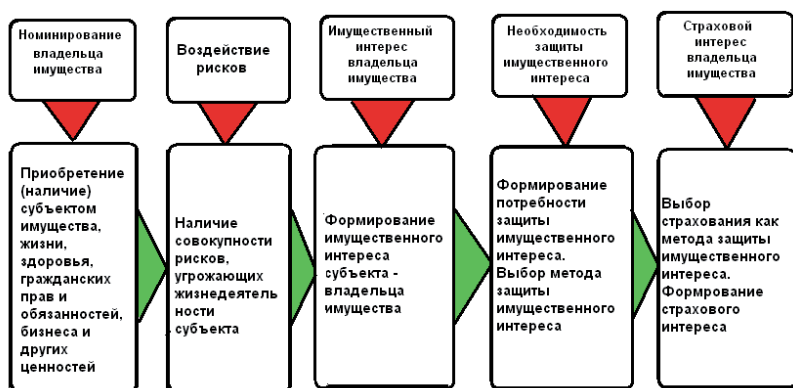 Номинирование
владельца
имущества
Воздействие
рисков
Имущественный
интерес
владельца
имущества
Необходимость
защиты
имущественного
интереса
Страховой
интерес
владельца
имущества
Приобретение
(наличие)
субъектом
имущества,
жизни,
здоровья,
гражданских
прав и
обязанностей,
бизнеса и
других
ценностей
Наличие
совокупности
рисков,
угрожающих
жизнедеятель
ности
субъекта
Формирование
имущественного
интереса
субъекта -
владельца
имущества
Формирование
потребности
защиты
имущественного
интереса.
Выбор метода
защиты
имущественного
интереса
Выбор
страхования как
метода защиты
имущественного
интереса.
Формирование
страхового
интереса